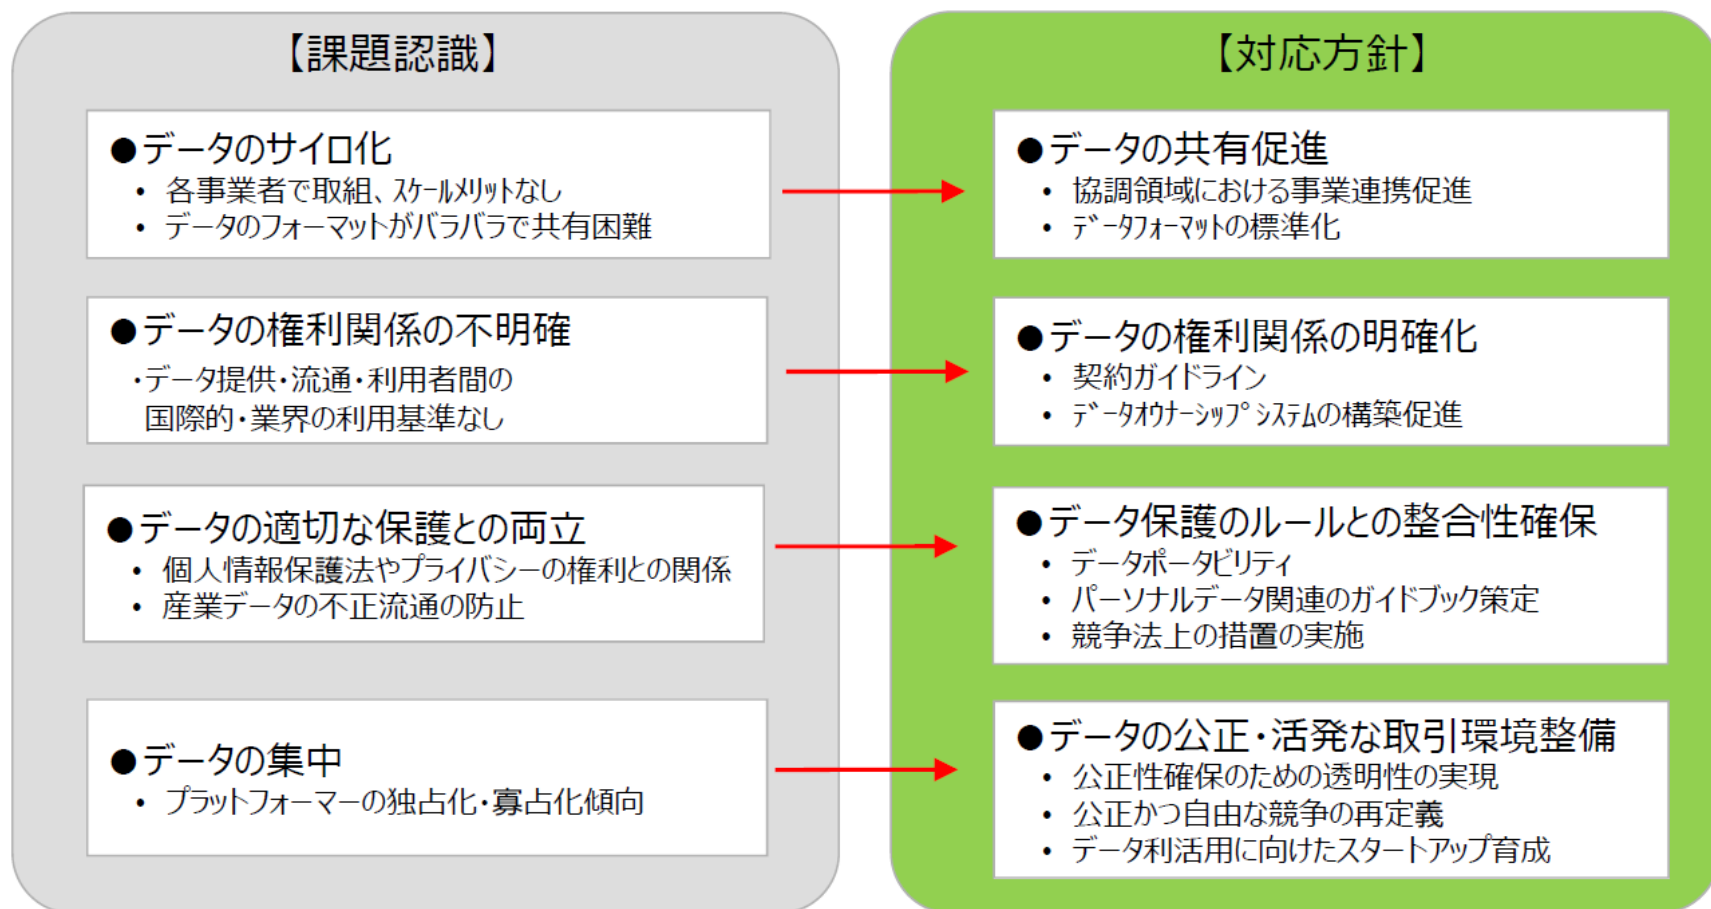 【課題認識】
●データのサイロ化
• 各事業者で取組、ｽｹｰﾙﾒﾘｯﾄなし
• データのフォーマットがバラバラで共有困難
●データの権利関係の不明確
・データ提供・流通・利用者間の
国際的・業界の利用基準なし
●データの適切な保護との両立
• 個人情報保護法やプライバシーの権利との関係
• 産業データの不正流通の防止
●データの集中
• プラットフォーマーの独占化・寡占化傾向
【対応方針】
●データの共有促進
• 協調領域における事業連携促進
• ﾃﾞｰﾀﾌｫｰﾏｯﾄの標準化
●データの権利関係の明確化
• 契約ガイドライン
• ﾃﾞｰﾀｵｳﾅｰｼｯﾌﾟｼｽﾃﾑの構築促進
●データ保護のルールとの整合性確保
• データポータビリティ
• パーソナルデータ関連のガイドブック策定
• 競争法上の措置の実施
●データの公正・活発な取引環境整備
• 公正性確保のための透明性の実現
• 公正かつ自由な競争の再定義
• データ利活用に向けたスタートアップ育成